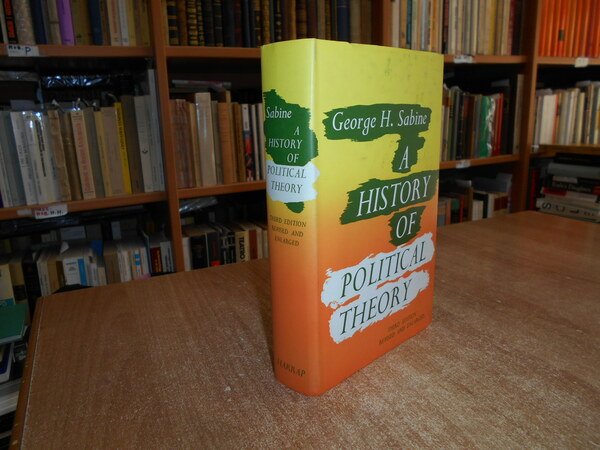 Sabine
A
HISTORY
OF
POLITICAL
THEORY
THIRD EDITION
REVISED AND
ENLARGED
HARRAP
George H. Sabine
A
HISTORY
OF
POLITICAL
THEORY
THIRD EDITION
REVISED AND ENLARGED